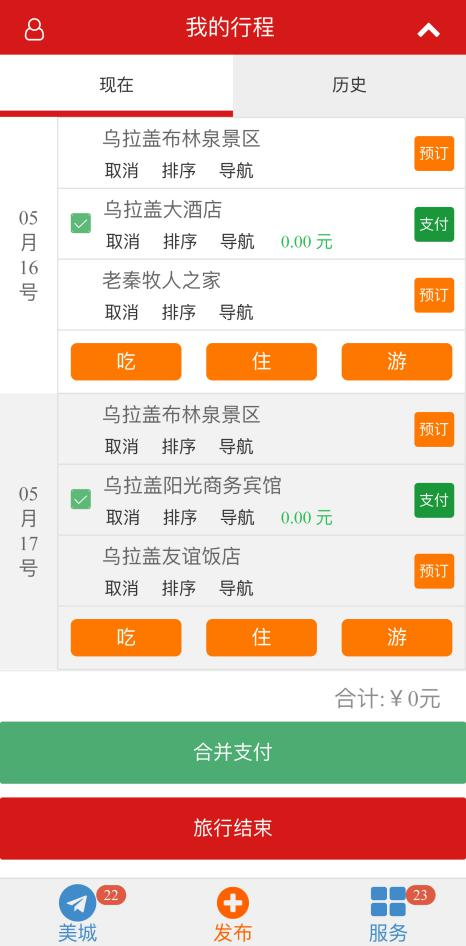 我的行程
现在
历史
05
月
16
号
乌拉盖布林泉景区
取消 排序 导航
预订
乌拉盖大酒店
取消 排序 导航 0.00 元
支付
老秦牧人之家
取消 排序 导航
预订
吃 住 游
05
月
17
号
乌拉盖布林泉景区
取消 排序 导航
预订
乌拉盖阳光商务宾馆
取消 排序 导航 0.00 元
支付
乌拉盖友谊饭店
取消 排序 导航
预订
吃 住 游
合计:￥0元
合并支付
旅行结束
22
美城
发布
23
服务